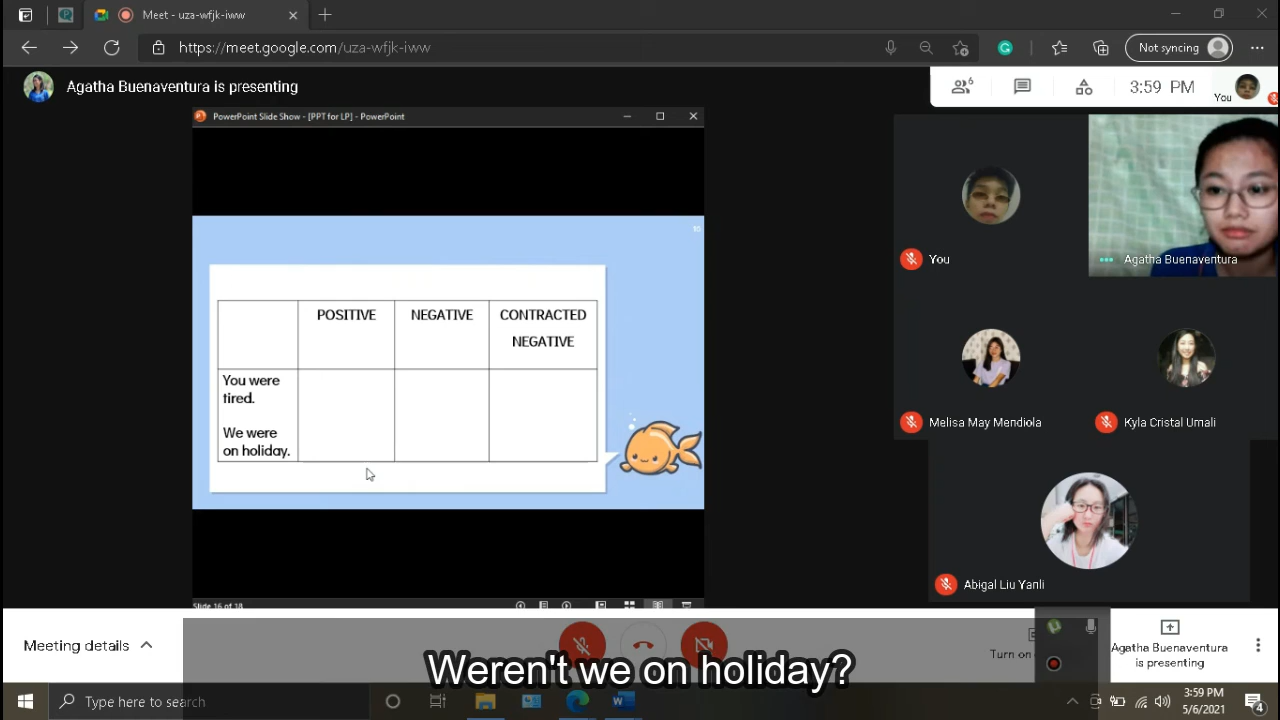 Meet - uza-wfjk-iww
https://meet.google.com/uza-wfjk-iww
Not syncing
Agatha Buenaventura is presenting
6
3:59 PM
You
PowerPoint Slide Show - [PPT for LP] - PowerPoint
10
POSITIVE
NEGATIVE
CONTRACTED
NEGATIVE
You were
tired.
We were
on holiday.
You
Agatha Buenaventura
Melisa May Mendiola
Kyla Cristal Umali
Abigal Liu Yanli
Slide 16 of 18
Meeting details
Turn on
Agatha Buenaventura
is presenting
Weren't we on holiday?
Type here to search
3:59 PM
5/6/2021
4